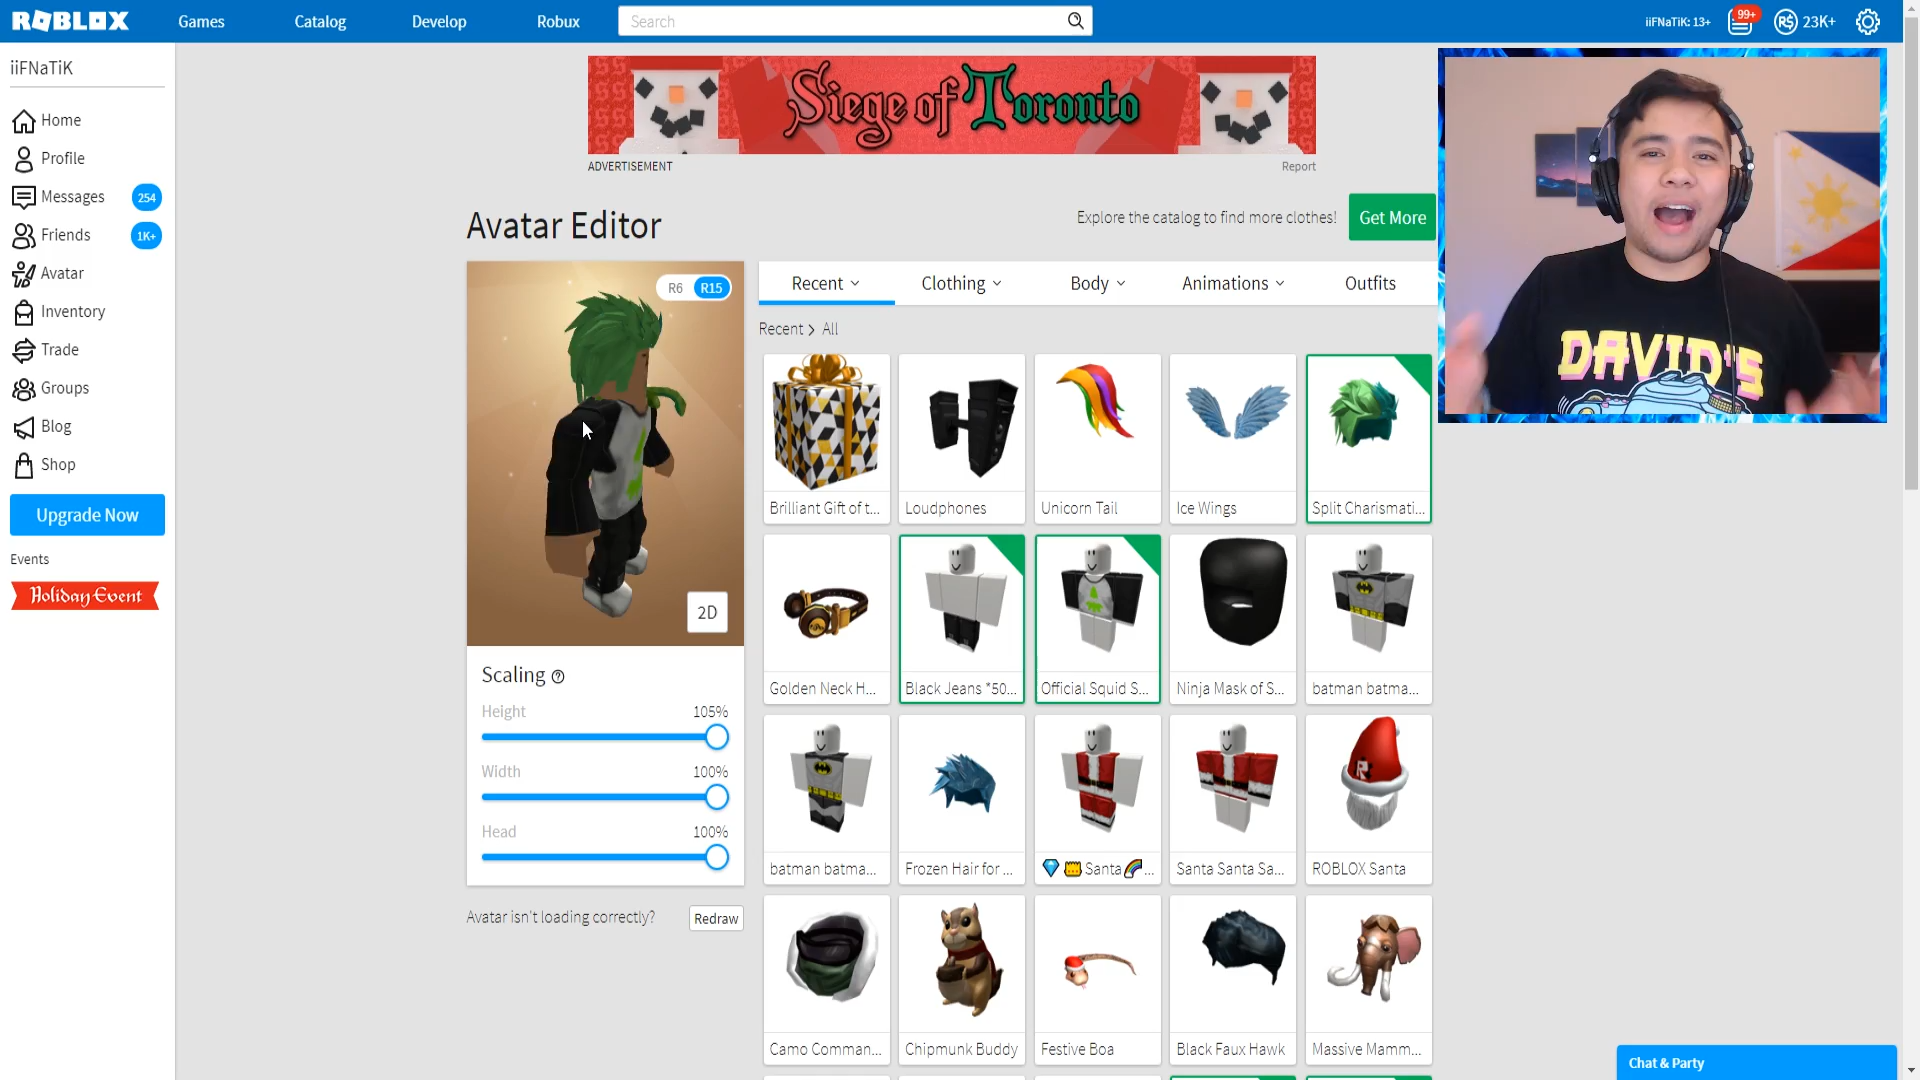 ROBLOX
Games
Catalog
Develop
Robux
Search
iiFNaTiK: 13+
99+
R$ 23K+
iiFNaTiK
Home
Profile
Messages 254
Friends 1K+
Avatar
Inventory
Trade
Groups
Blog
Shop
Upgrade Now
Events
Holiday Event
Siege of Toronto
ADVERTISEMENT
Report
Avatar Editor
Explore the catalog to find more clothes!
Get More
R6 R15
2D
Scaling
Height 105%
Width 100%
Head 100%
Avatar isn't loading correctly?
Redraw
Recent
Clothing
Body
Animations
Outfits
Recent > All
Brilliant Gift of t...
Loudphones
Unicorn Tail
Ice Wings
Split Charismati...
Golden Neck H...
Black Jeans *50...
Official Squid S...
Ninja Mask of S...
batman batma...
batman batma...
Frozen Hair for ...
💎 Santa🌈...
Santa Santa Sa...
ROBLOX Santa
Camo Comman...
Chipmunk Buddy
Festive Boa
Black Faux Hawk
Massive Mamm...
DAVID'S
Chat & Party